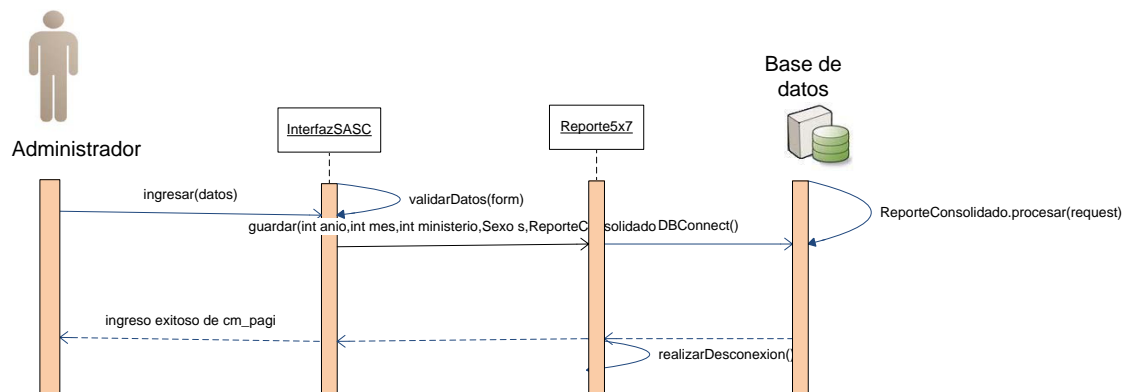 Base de
datos
InterfazSASC
Reporte5x7
Administrador
ingresar(datos)
validarDatos(form)
ReporteConsolidado.procesar(request)
guardar(int anio,int mes,int ministerio,Sexo s,ReporteConsolidado
DBConnect()
ingreso exitoso de cm_pagi
realizarDesconexion()